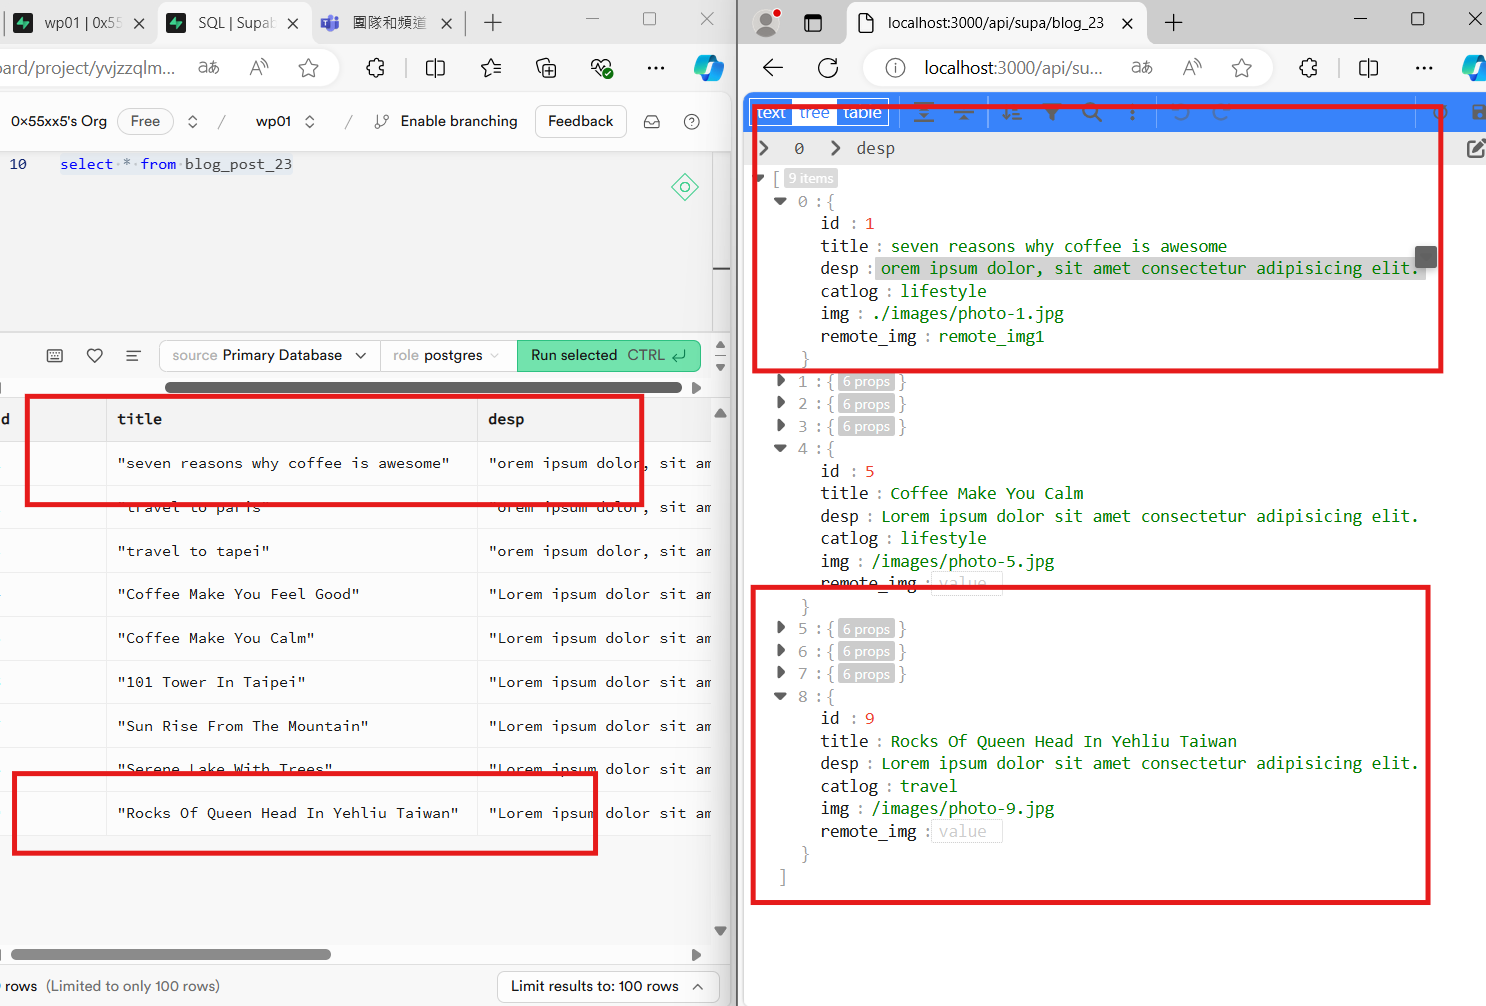 wp01 | 0x55
SQL | Supab
團隊和頻道
oard/project/yvjzzqlm...
0x55xx5's Org
Free
/
wp01
/
Enable branching
Feedback
10 select * from blog_post_23
source Primary Database
role postgres
Run selected CTRL
d title desp
"seven reasons why coffee is awesome" "orem ipsum dolor, sit am
"travel to paris" "orem ipsum dolor, sit am
"travel to tapei" "orem ipsum dolor, sit am
"Coffee Make You Feel Good" "Lorem ipsum dolor sit am
"Coffee Make You Calm" "Lorem ipsum dolor sit am
"101 Tower In Taipei" "Lorem ipsum dolor sit am
"Sun Rise From The Mountain" "Lorem ipsum dolor sit am
"Serene Lake With Trees" "Lorem ipsum dolor sit am
"Rocks Of Queen Head In Yehliu Taiwan" "Lorem ipsum dolor sit am
rows (Limited to only 100 rows)
Limit results to: 100 rows
localhost:3000/api/supa/blog_23
localhost:3000/api/su...
text tree table
0 desp
[ 9 items
0 : {
id : 1
title : seven reasons why coffee is awesome
desp : orem ipsum dolor, sit amet consectetur adipisicing elit.
catlog : lifestyle
img : ./images/photo-1.jpg
remote_img : remote_img1
}
1 : { 6 props }
2 : { 6 props }
3 : { 6 props }
4 : {
id : 5
title : Coffee Make You Calm
desp : Lorem ipsum dolor sit amet consectetur adipisicing elit.
catlog : lifestyle
img : /images/photo-5.jpg
remote_img : value
}
5 : { 6 props }
6 : { 6 props }
7 : { 6 props }
8 : {
id : 9
title : Rocks Of Queen Head In Yehliu Taiwan
desp : Lorem ipsum dolor sit amet consectetur adipisicing elit.
catlog : travel
img : /images/photo-9.jpg
remote_img : value
}
]